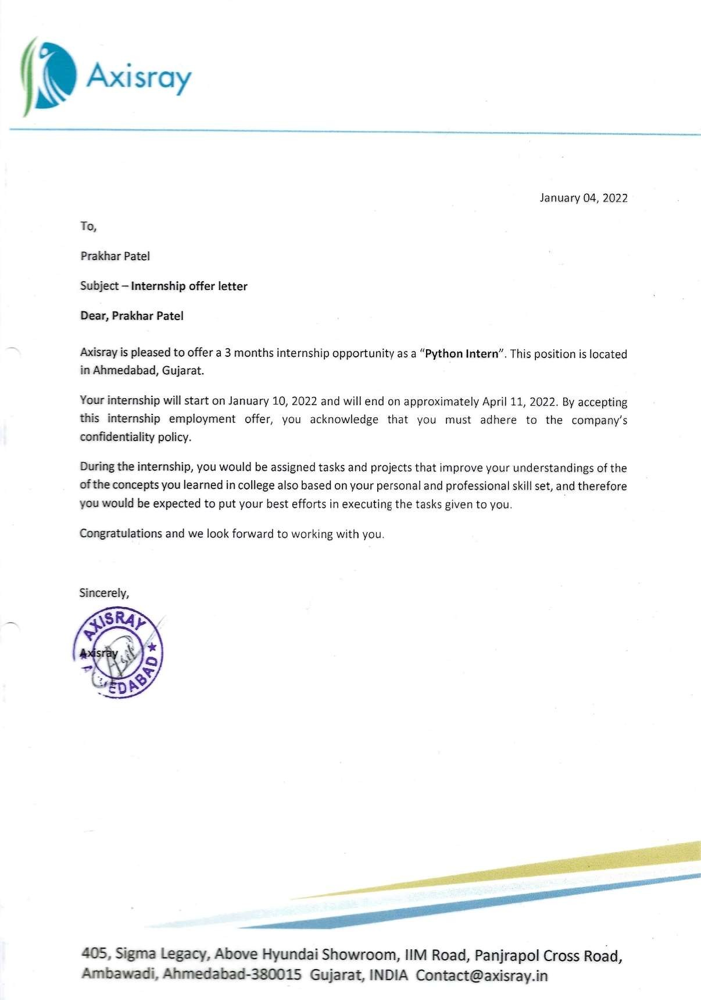 Axisray
January 04, 2022
To,
Prakhar Patel
Subject – Internship offer letter
Dear, Prakhar Patel
Axisray is pleased to offer a 3 months internship opportunity as a “Python Intern”. This position is located
in Ahmedabad, Gujarat.
Your internship will start on January 10, 2022 and will end on approximately April 11, 2022. By accepting
this internship employment offer, you acknowledge that you must adhere to the company’s
confidentiality policy.
During the internship, you would be assigned tasks and projects that improve your understandings of the
of the concepts you learned in college also based on your personal and professional skill set, and therefore
you would be expected to put your best efforts in executing the tasks given to you.
Congratulations and we look forward to working with you.
Sincerely,
AXISRAY
Axisray
405, Sigma Legacy, Above Hyundai Showroom, IIM Road, Panjrapol Cross Road,
Ambawadi, Ahmedabad-380015 Gujarat, INDIA Contact@axisray.in